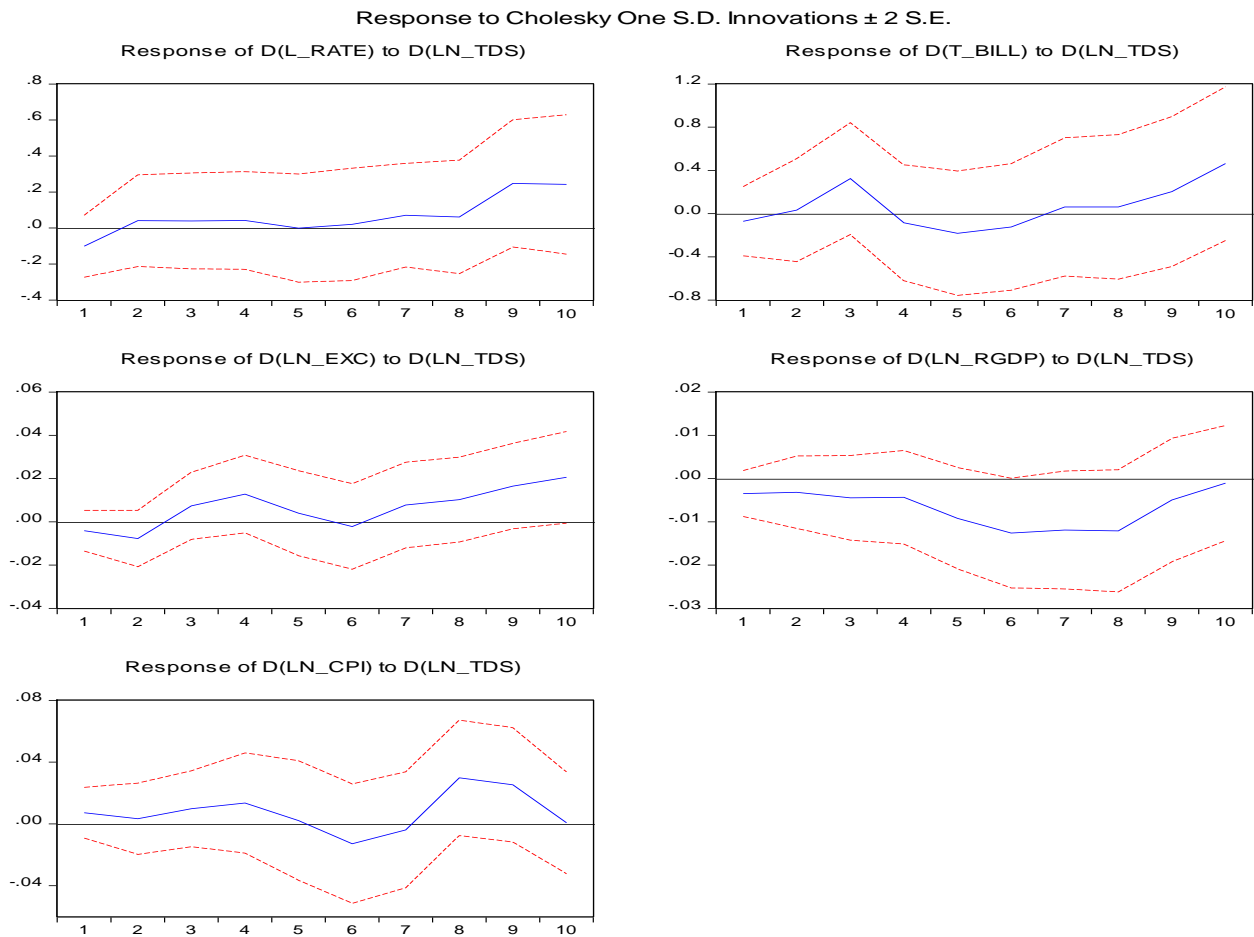 Response to Cholesky One S.D. Innovations ± 2 S.E.
Response of D(L_RATE) to D(LN_TDS)
.8
.6
.4
.2
.0
-.2
-.4
1 2 3 4 5 6 7 8 9 10
Response of D(T_BILL) to D(LN_TDS)
1.2
0.8
0.4
0.0
-0.4
-0.8
1 2 3 4 5 6 7 8 9 10
Response of D(LN_EXC) to D(LN_TDS)
.06
.04
.02
.00
-.02
-.04
1 2 3 4 5 6 7 8 9 10
Response of D(LN_RGDP) to D(LN_TDS)
.02
.01
.00
-.01
-.02
-.03
1 2 3 4 5 6 7 8 9 10
Response of D(LN_CPI) to D(LN_TDS)
.08
.04
.00
-.04
1 2 3 4 5 6 7 8 9 10